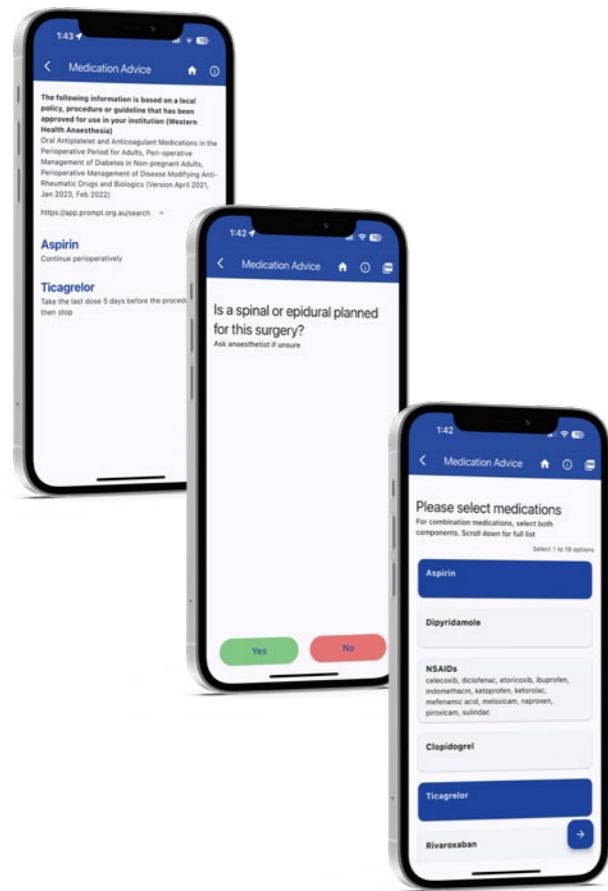 1:43
Medication Advice
The following information is based on a local
policy, procedure or guideline that has been
approved for use in your institution (Western
Health Anaesthesia)
Oral Antiplatelet and Anticoagulant Medications in the
Perioperative Period for Adults, Peri-operative
Management of Diabetes in Non-pregnant Adults,
Perioperative Management of Disease Modifying Anti-
Rheumatic Drugs and Biologics (Version April 2021,
Jan 2023, Feb 2022)
https://app.prompt.org.au/search
Aspirin
Continue perioperatively
Ticagrelor
Take the last dose 5 days before the
then stop
1:42
Medication Advice
Is a spinal or epidural planned
for this surgery?
Ask anaesthetist if unsure
Yes
No
1:42
Medication Advice
Please select medications
For combination medications, select both
components. Scroll down for full list
Select 1 to 19 options
Aspirin
Dipyridamole
NSAIDs
celecoxib, diclofenac, etoricoxib, ibuprofen,
indomethacin, ketoprofen, ketorolac,
mefenamic acid, meloxicam, naproxen,
piroxicam, sulindac
Clopidogrel
Ticagrelor
Rivaroxaban